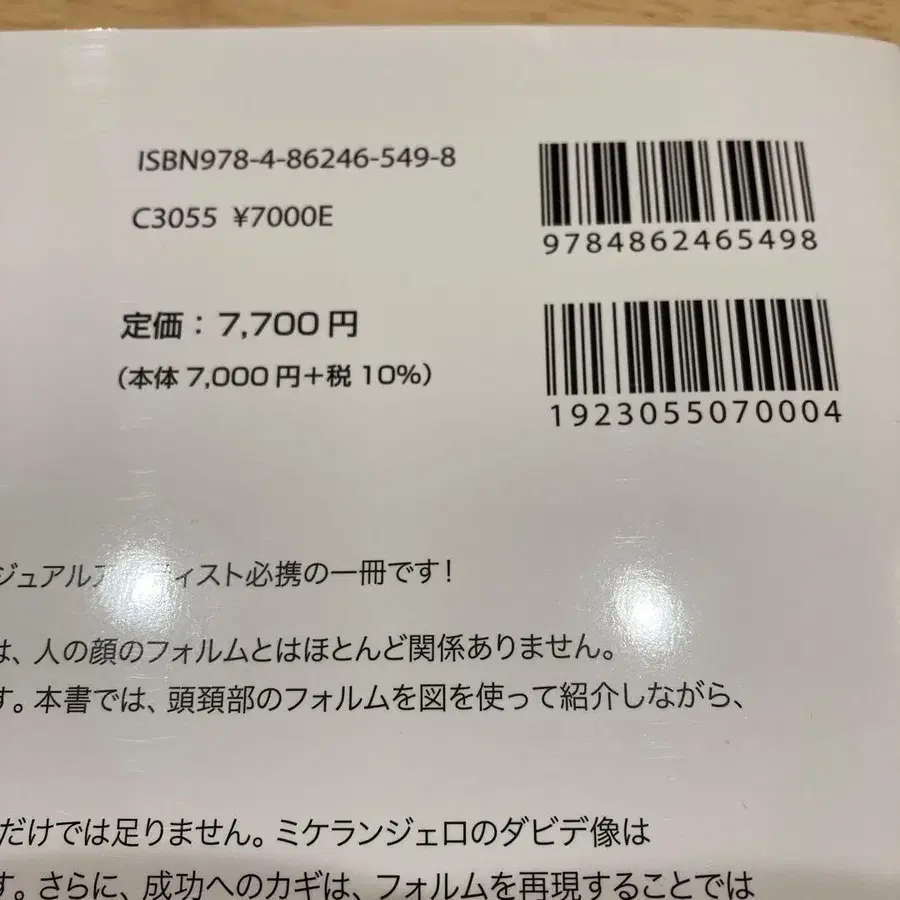 ISBN978-4-86246-549-8
C3055 ¥7000E
9784862465498
定価：7,700円
(本体7,000円＋税10%)
1923055070004
ジュアルア ィスト必携の一冊です！
は、人の顔のフォルムとはほとんど関係ありません。
す。本書では、頭頚部のフォルムを図を使って紹介しながら、
だけでは足りません。ミケランジェロのダビデ像は
す。さらに、成功へのカギは、フォルムを再現することでは